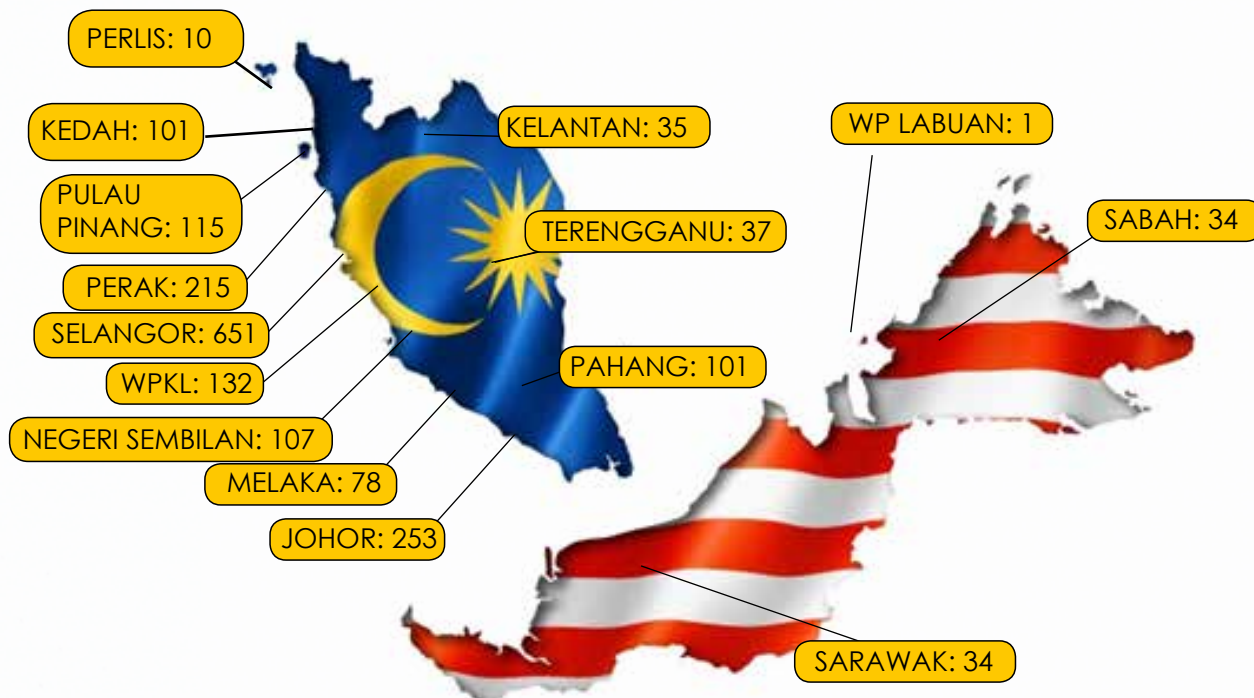 PERLIS: 10
KEDAH: 101
PULAU
PINANG: 115
PERAK: 215
SELANGOR: 651
WPKL: 132
NEGERI SEMBILAN: 107
MELAKA: 78
JOHOR: 253
KELANTAN: 35
TERENGGANU: 37
PAHANG: 101
WP LABUAN: 1
SABAH: 34
SARAWAK: 34